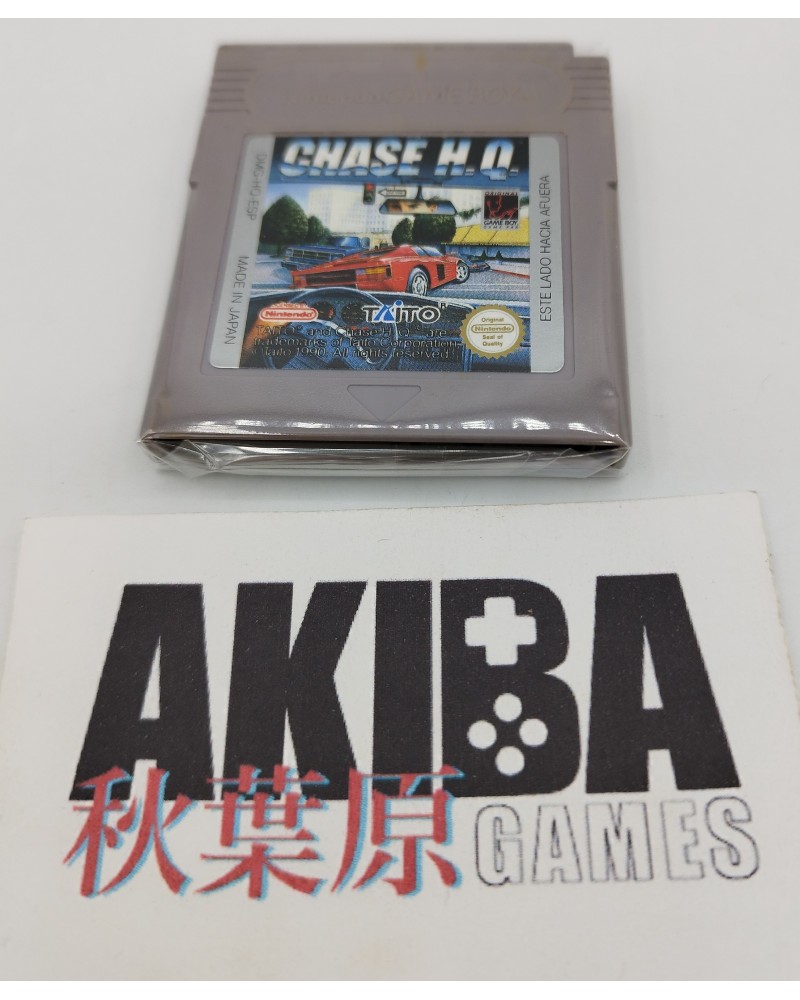 CHASE H.Q.
DMG-HQ-ESP
MADE IN JAPAN
ORIGINAL
GAME BOY
ESTE LADO HACIA AFUERA
Nintendo
TAITO®
TAITO® and Chase H.Q.™ are
trademarks of Taito Corporation
©Taito 1990. All rights reserved.
Original
Nintendo
Seal of
Quality
AKIBA
秋葉原
GAMES